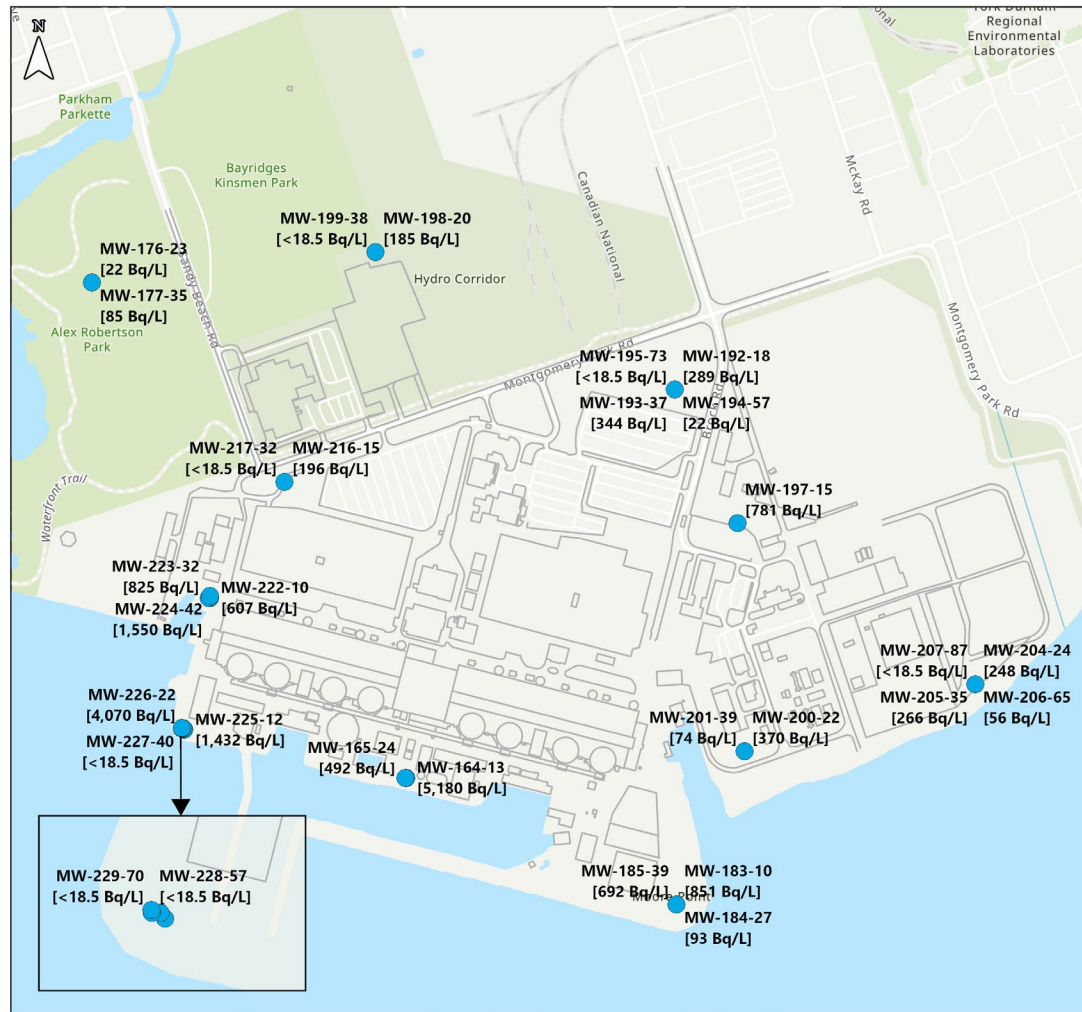 N
York Durham
Regional
Environmental
Laboratories
Parkham
Parkette
Bayridges
Kinsmen Park
McKay Rd
Canadian National
MW-199-38
[<18.5 Bq/L]
MW-198-20
[185 Bq/L]
MW-176-23
[22 Bq/L]
MW-177-35
[85 Bq/L]
Hydro Corridor
Sandy Beach Rd
Alex Robertson
Park
Montgomery Park Rd
Montgomery Park Rd
MW-195-73
[<18.5 Bq/L]
MW-192-18
[289 Bq/L]
MW-193-37
[344 Bq/L]
MW-194-57
[22 Bq/L]
MW-217-32
[<18.5 Bq/L]
MW-216-15
[196 Bq/L]
Waterfront Trail
MW-197-15
[781 Bq/L]
MW-223-32
[825 Bq/L]
MW-222-10
[607 Bq/L]
MW-224-42
[1,550 Bq/L]
MW-207-87
[<18.5 Bq/L]
MW-204-24
[248 Bq/L]
MW-205-35
[266 Bq/L]
MW-206-65
[56 Bq/L]
MW-226-22
[4,070 Bq/L]
MW-225-12
[1,432 Bq/L]
MW-227-40
[<18.5 Bq/L]
MW-201-39
[74 Bq/L]
MW-200-22
[370 Bq/L]
MW-165-24
[492 Bq/L]
MW-164-13
[5,180 Bq/L]
MW-229-70
[<18.5 Bq/L]
MW-228-57
[<18.5 Bq/L]
MW-185-39
[692 Bq/L]
MW-183-10
[851 Bq/L]
Moore Point
MW-184-27
[93 Bq/L]